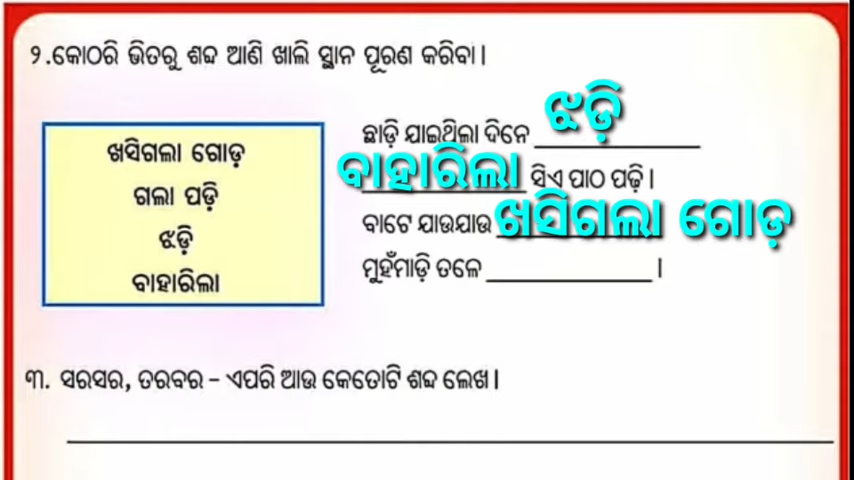 ୨.କୋଠରି ଭିତରୁ ଶବ୍ଦ ଆଣି ଖାଲି ସ୍ଥାନ ପୂରଣ କରିବା।
ଖସିଗଲା ଗୋଡ଼
ଗଲା ପଡ଼ି
ଝଡ଼ି
ବାହାରିଲା
ଛାଡ଼ି ଯାଇଥିଲା ଦିନେ ଝଡ଼ି
ବାହାରିଲା ସିଏ ପାଠ ପଢ଼ି।
ବାଟେ ଯାଉଯାଉ ଖସିଗଲା ଗୋଡ଼
ମୁହଁମାଡ଼ି ତଳେ ____________ ।
୩. ସରସର, ତରବର - ଏପରି ଆଉ କେତୋଟି ଶବ୍ଦ ଲେଖ।